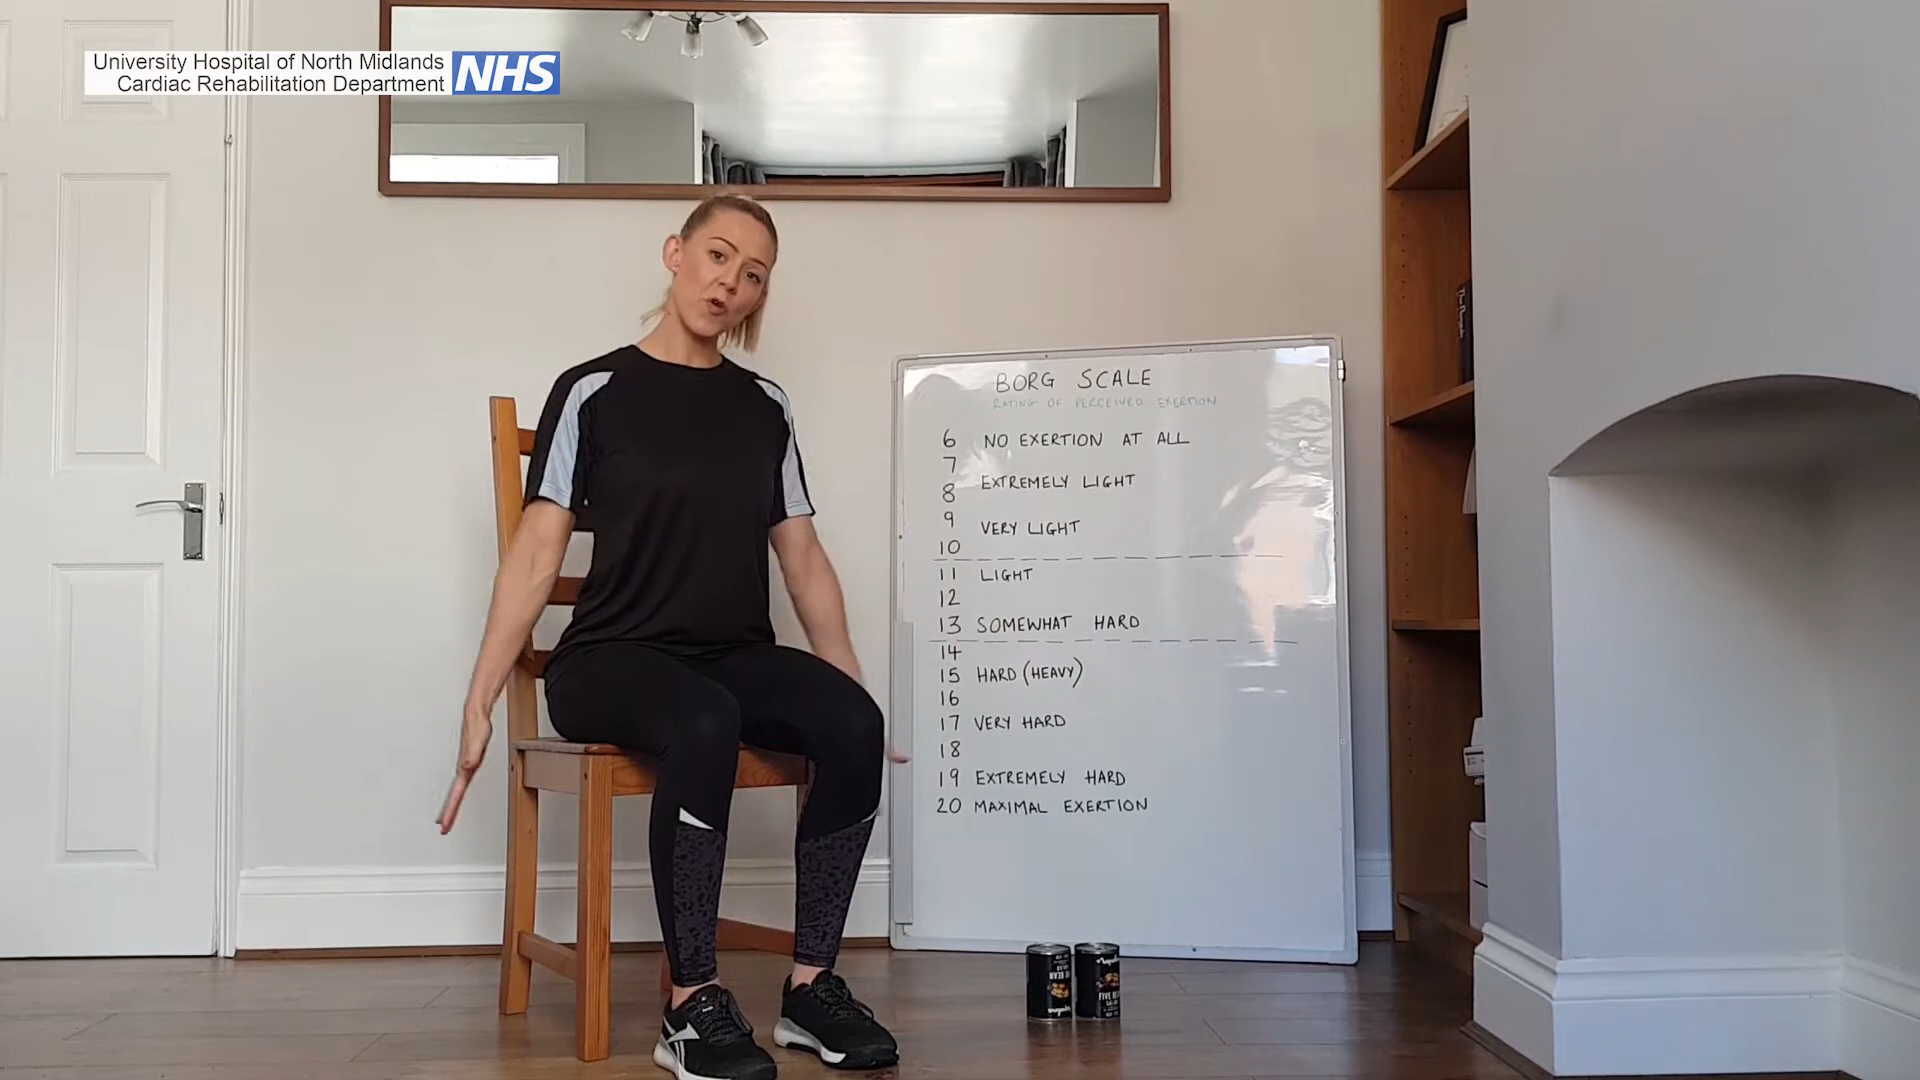 University Hospital of North Midlands
Cardiac Rehabilitation Department
NHS
BORG SCALE
RATING OF PERCEIVED EXERTION
6 NO EXERTION AT ALL
7
EXTREMELY LIGHT
8
9
VERY LIGHT
10
11 LIGHT
12
13 SOMEWHAT HARD
14
15 HARD (HEAVY)
16
17 VERY HARD
18
19 EXTREMELY HARD
20 MAXIMAL EXERTION
FIVE